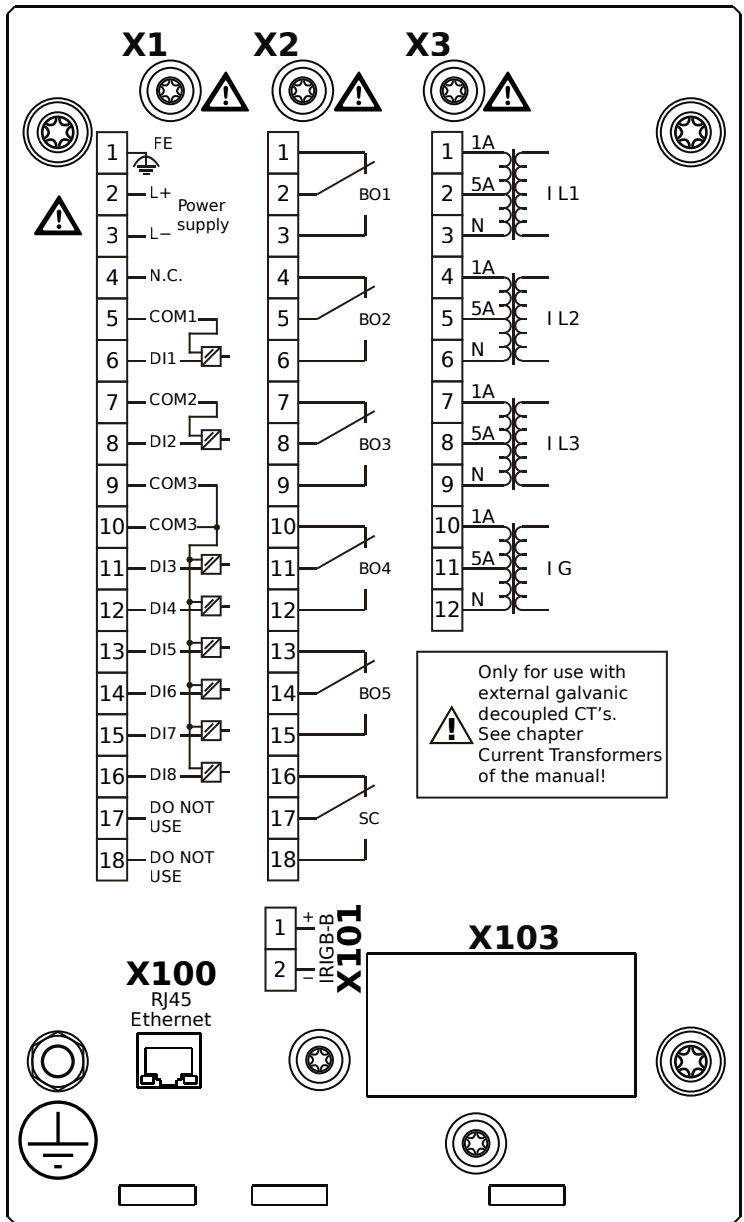 X1
X2
X3
1 FE
2 L+ Power
supply
3 L−
4 N.C.
5 COM1
6 DI1
7 COM2
8 DI2
9 COM3
10 COM3
11 DI3
12 DI4
13 DI5
14 DI6
15 DI7
16 DI8
17 DO NOT
USE
18 DO NOT
USE
1
2 BO1
3
4
5 BO2
6
7
8 BO3
9
10
11 BO4
12
13
14 BO5
15
16
17 SC
18
1 1A
2 5A I L1
3 N
4 1A
5 5A I L2
6 N
7 1A
8 5A I L3
9 N
10 1A
11 5A I G
12 N
!
Only for use with
external galvanic
decoupled CT's.
See chapter
Current Transformers
of the manual!
1 +
2 −
IRIGB-B
X101
X100
RJ45
Ethernet
X103